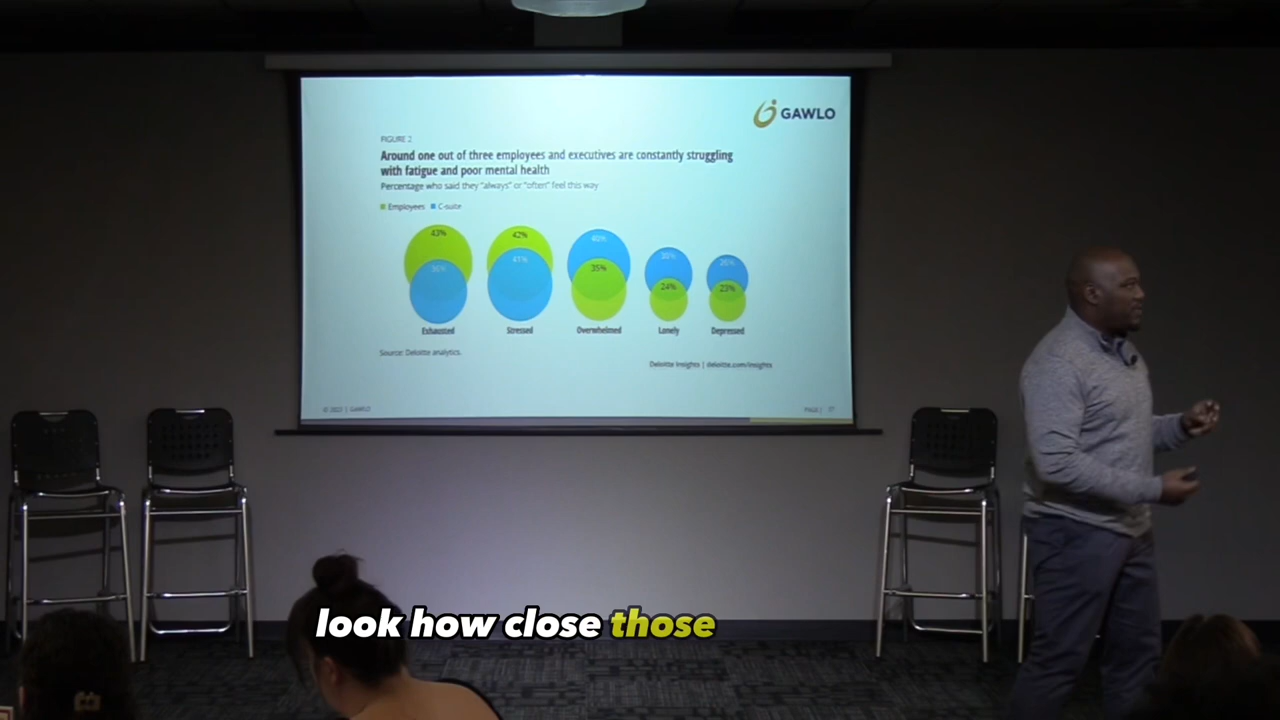 GAWLO
FIGURE 2
Around one out of three employees and executives are constantly struggling
with fatigue and poor mental health
Percentage who said they "always" or "often" feel this way
Employees C-suite
43% 42% 40% 30% 26%
36% 41% 35% 24% 23%
Exhausted Stressed Overwhelmed Lonely Depressed
Source: Deloitte analytics.
Deloitte Insights | deloitte.com/insights
GAWLO
PAGE |
look how close those